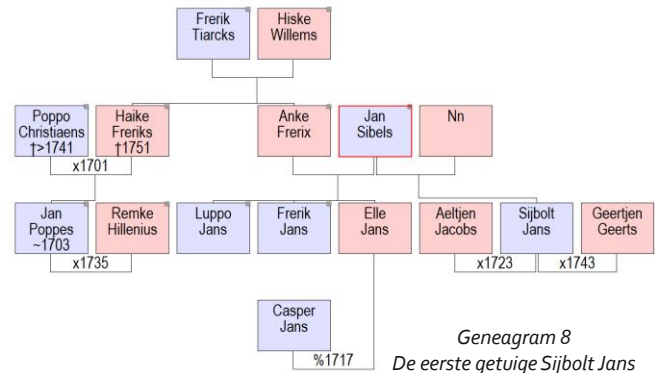 Frerik
Tiarcks
Hiske
Willems
Poppo
Christiaens
†>1741
Haike
Freriks
†1751
Anke
Frerix
Jan
Sibels
Nn
x1701
Jan
Poppes
~1703
Remke
Hillenius
Luppo
Jans
Frerik
Jans
Elle
Jans
Aeltjen
Jacobs
Sijbolt
Jans
Geertjen
Geerts
x1735
x1723
x1743
Casper
Jans
%1717
Geneagram 8
De eerste getuige Sijbolt Jans